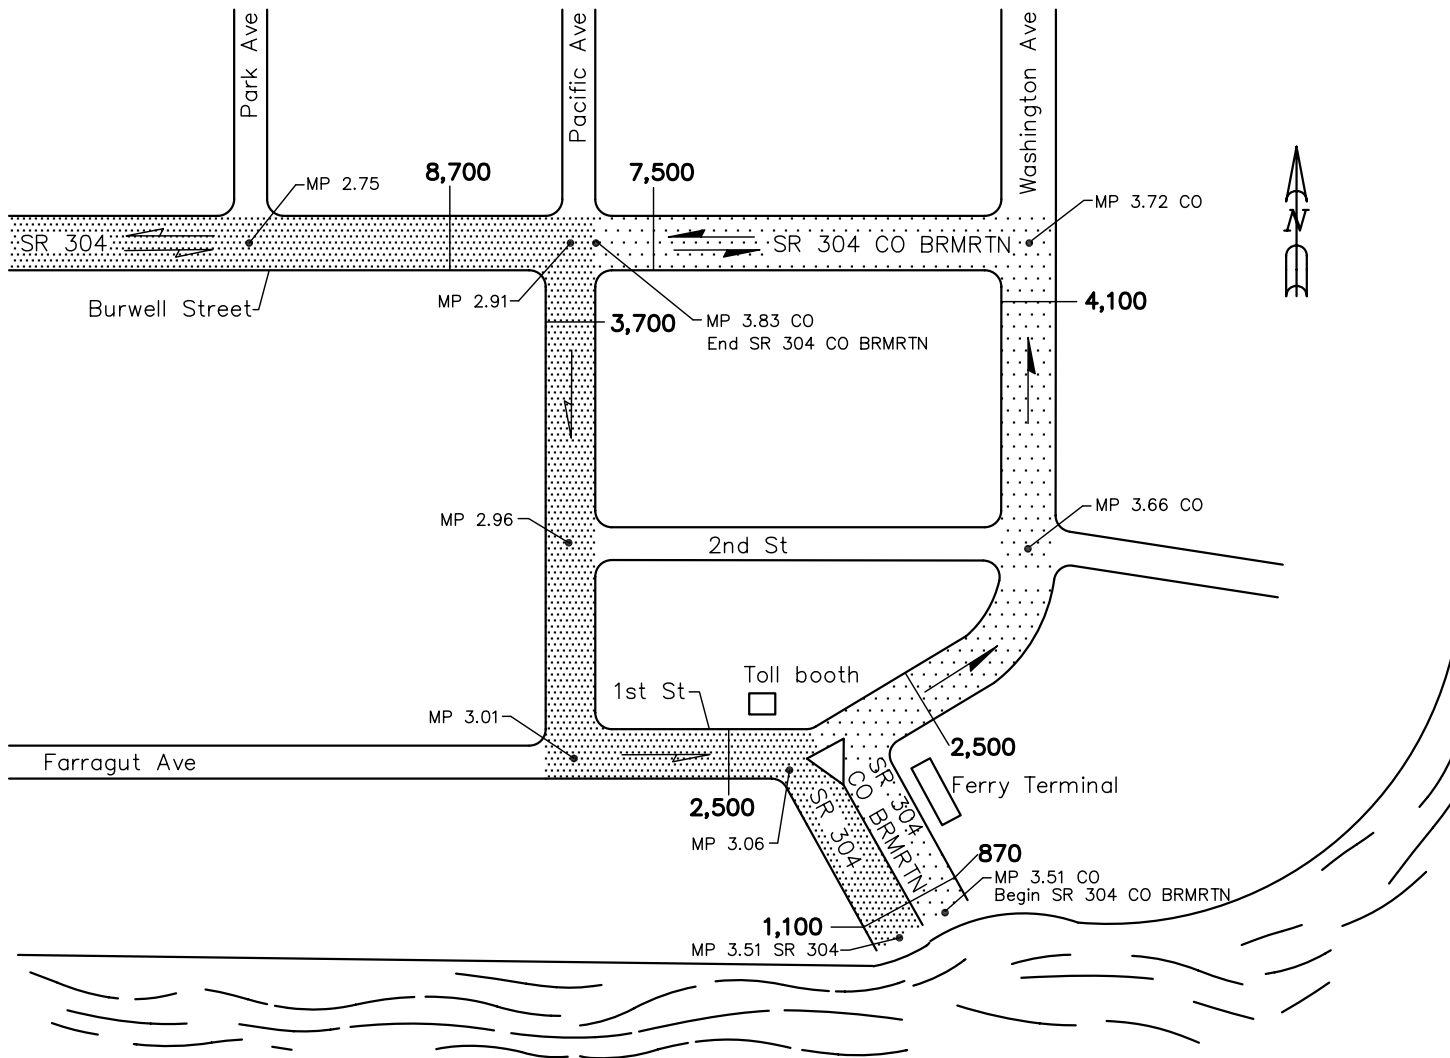 Park Ave
Pacific Ave
Washington Ave
8,700
7,500
MP 2.75
MP 3.72 CO
N
SR 304
SR 304 CO BRMRTN
Burwell Street
MP 2.91
3,700
MP 3.83 CO
End SR 304 CO BRMRTN
4,100
MP 2.96
2nd St
MP 3.66 CO
Toll booth
1st St
MP 3.01
Farragut Ave
2,500
Ferry Terminal
2,500
MP 3.06
SR 304
SR 304
CO BRMRTN
870
MP 3.51 CO
Begin SR 304 CO BRMRTN
1,100
MP 3.51 SR 304